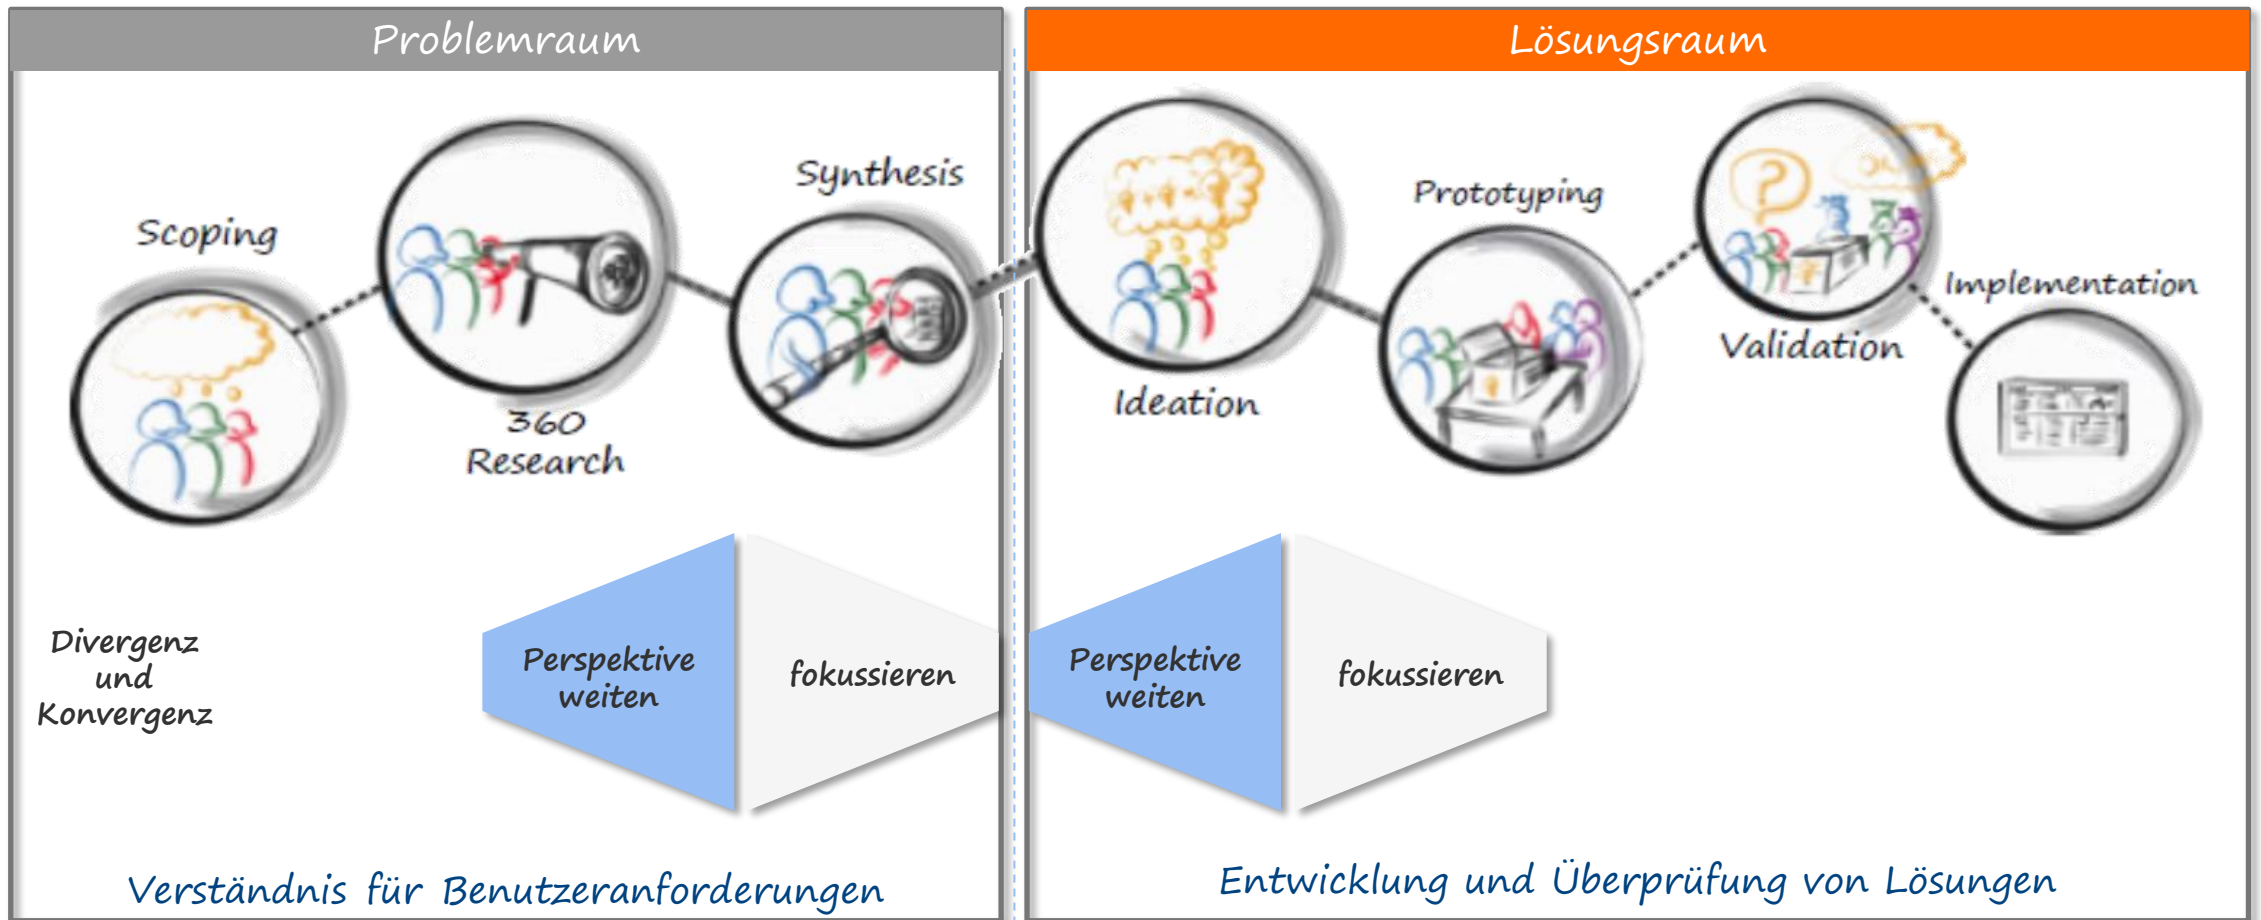 Problemraum
Scoping
360
Research
Synthesis
Divergenz
und
Konvergenz
Perspektive
weiten
fokussieren
Verständnis für Benutzeranforderungen
Lösungsraum
Ideation
Prototyping
Validation
Implementation
Perspektive
weiten
fokussieren
Entwicklung und Überprüfung von Lösungen